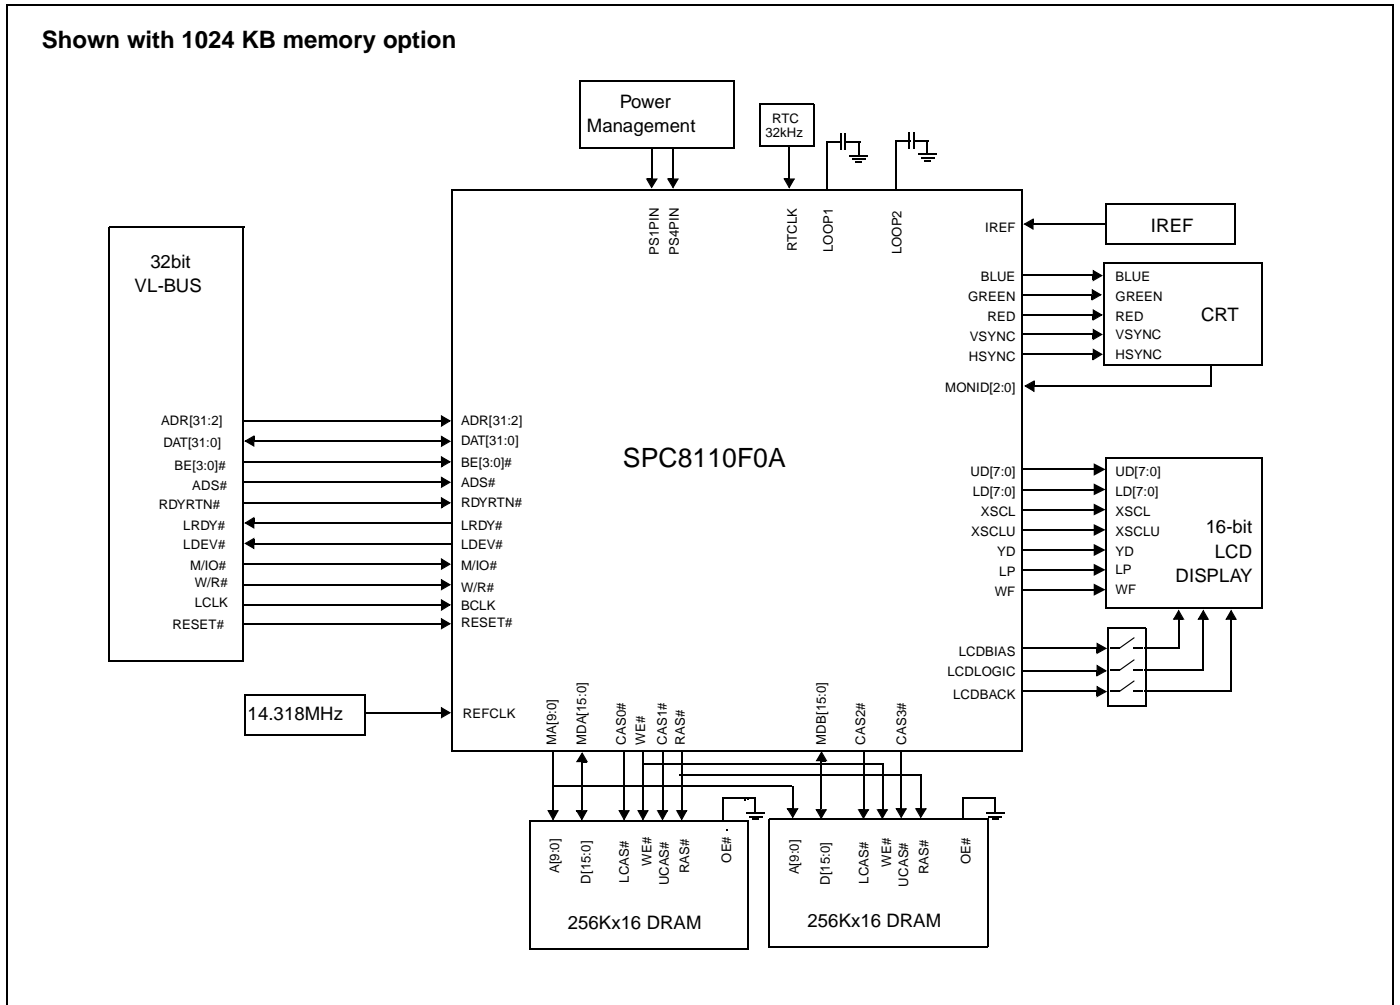 Shown with 1024 KB memory option
Power
Management
RTC
32kHz
PS1PIN
PS4PIN
RTCLK
LOOP1
LOOP2
IREF
IREF
32bit
VL-BUS
BLUE
GREEN
RED
VSYNC
HSYNC
MONID[2:0]
BLUE
GREEN
RED
VSYNC
HSYNC
CRT
ADR[31:2]
DAT[31:0]
BE[3:0]#
ADS#
RDYRTN#
LRDY#
LDEV#
M/IO#
W/R#
LCLK
RESET#
ADR[31:2]
DAT[31:0]
BE[3:0]#
ADS#
RDYRTN#
LRDY#
LDEV#
M/IO#
W/R#
BCLK
RESET#
SPC8110F0A
UD[7:0]
LD[7:0]
XSCL
XSCLU
YD
LP
WF
UD[7:0]
LD[7:0]
XSCL
XSCLU
YD
LP
WF
16-bit
LCD
DISPLAY
LCDBIAS
LCDLOGIC
LCDBACK
14.318MHz
REFCLK
MA[9:0]
MDA[15:0]
CAS0#
WE#
CAS1#
RAS#
MDB[15:0]
CAS2#
CAS3#
A[9:0]
D[15:0]
LCAS#
WE#
UCAS#
RAS#
OE#
256Kx16 DRAM
A[9:0]
D[15:0]
LCAS#
WE#
UCAS#
RAS#
OE#
256Kx16 DRAM